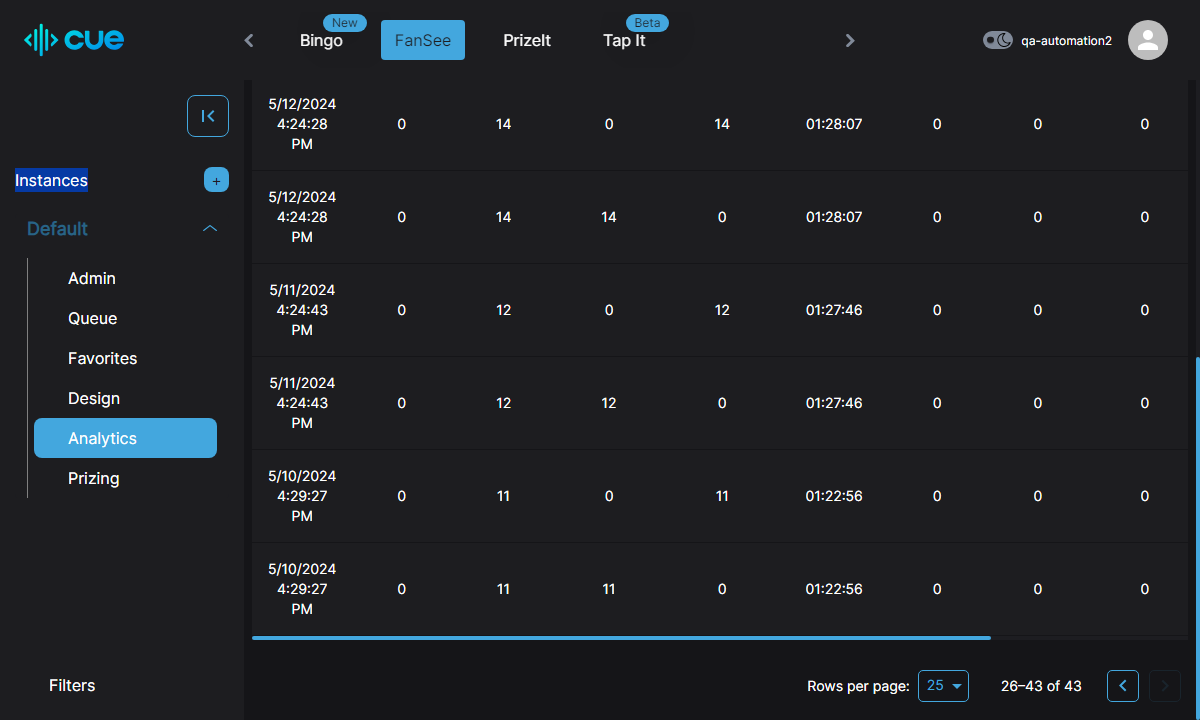 cue
Bingo
New
FanSee
PrizeIt
Tap It
Beta
qa-automation2
Instances
+
Default
Admin
Queue
Favorites
Design
Analytics
Prizing
Filters
5/12/2024 4:24:28 PM 0 14 0 14 01:28:07 0 0 0
5/12/2024 4:24:28 PM 0 14 14 0 01:28:07 0 0 0
5/11/2024 4:24:43 PM 0 12 0 12 01:27:46 0 0 0
5/11/2024 4:24:43 PM 0 12 12 0 01:27:46 0 0 0
5/10/2024 4:29:27 PM 0 11 0 11 01:22:56 0 0 0
5/10/2024 4:29:27 PM 0 11 11 0 01:22:56 0 0 0
Rows per page: 25 26–43 of 43